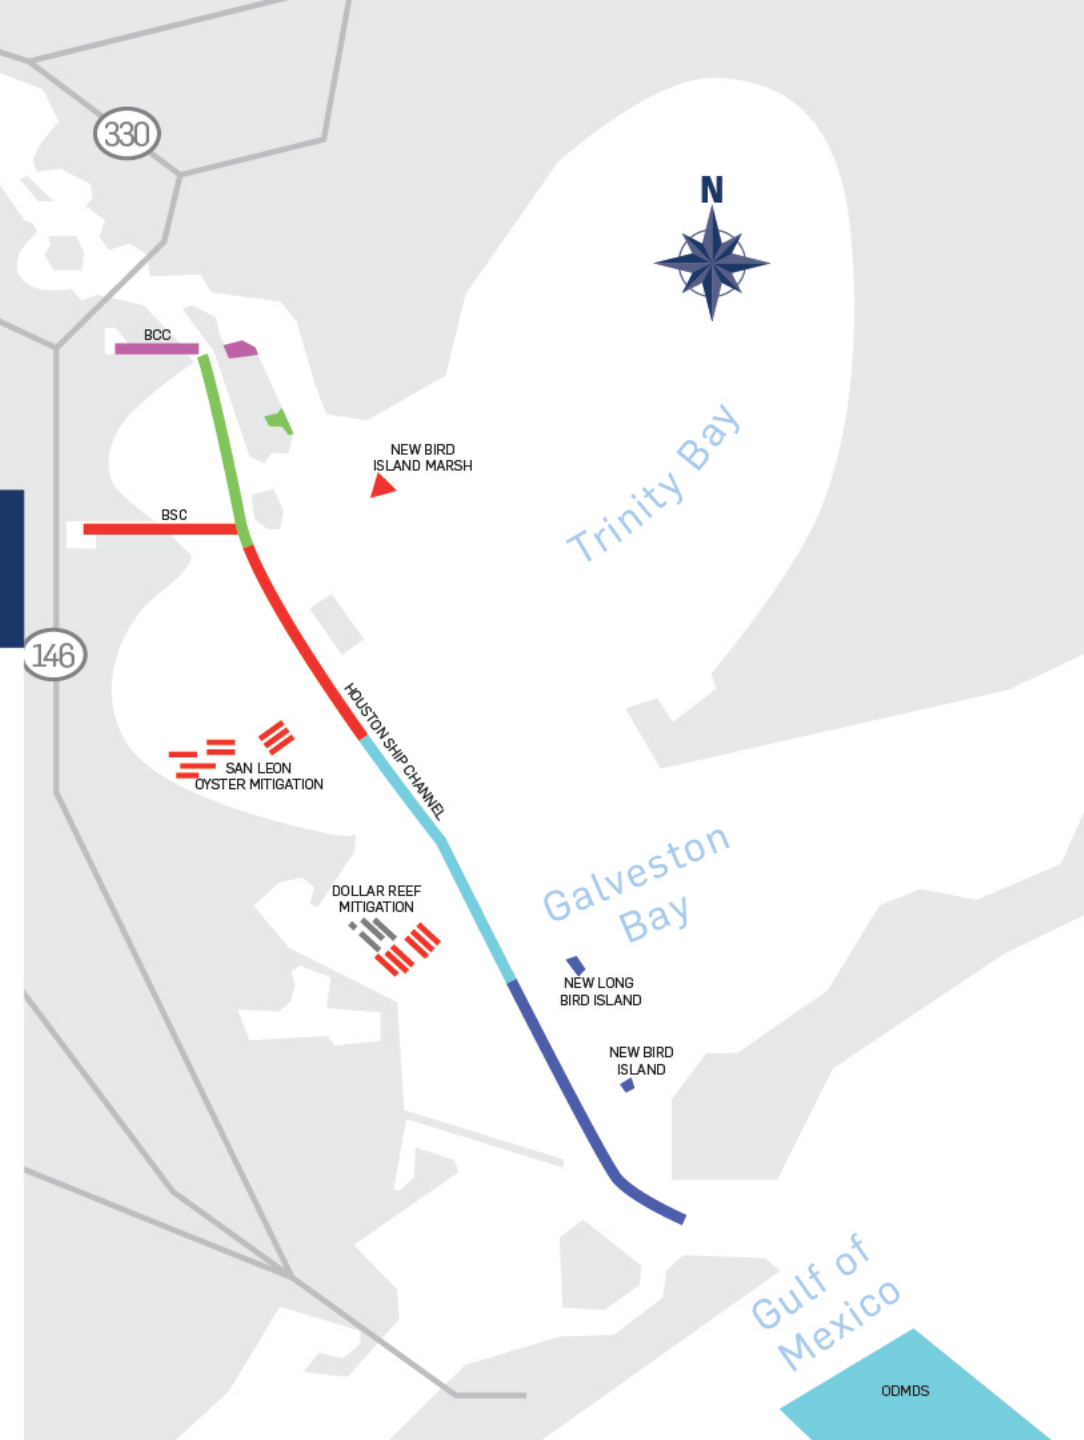 330
N
BCC
NEW BIRD
ISLAND MARSH
Trinity Bay
BSC
146
HOUSTON SHIP CHANNEL
SAN LEON
OYSTER MITIGATION
Galveston
Bay
DOLLAR REEF
MITIGATION
NEW LONG
BIRD ISLAND
NEW BIRD
ISLAND
Gulf of
Mexico
ODMDS